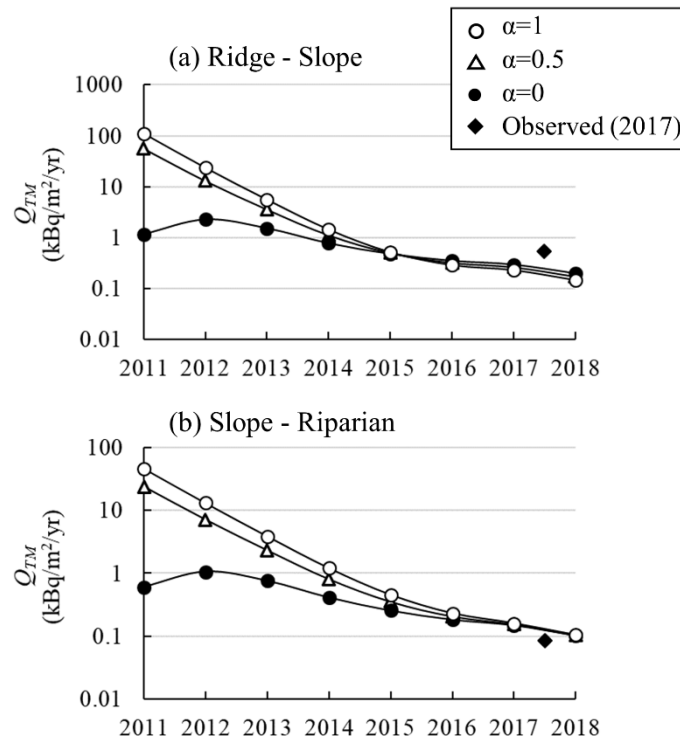 α=1
α=0.5
α=0
Observed (2017)
(a) Ridge - Slope
1000
100
10
1
0.1
0.01
Q_TM
(kBq/m²/yr)
2011 2012 2013 2014 2015 2016 2017 2018
(b) Slope - Riparian
100
10
1
0.1
0.01
Q_TM
(kBq/m²/yr)
2011 2012 2013 2014 2015 2016 2017 2018